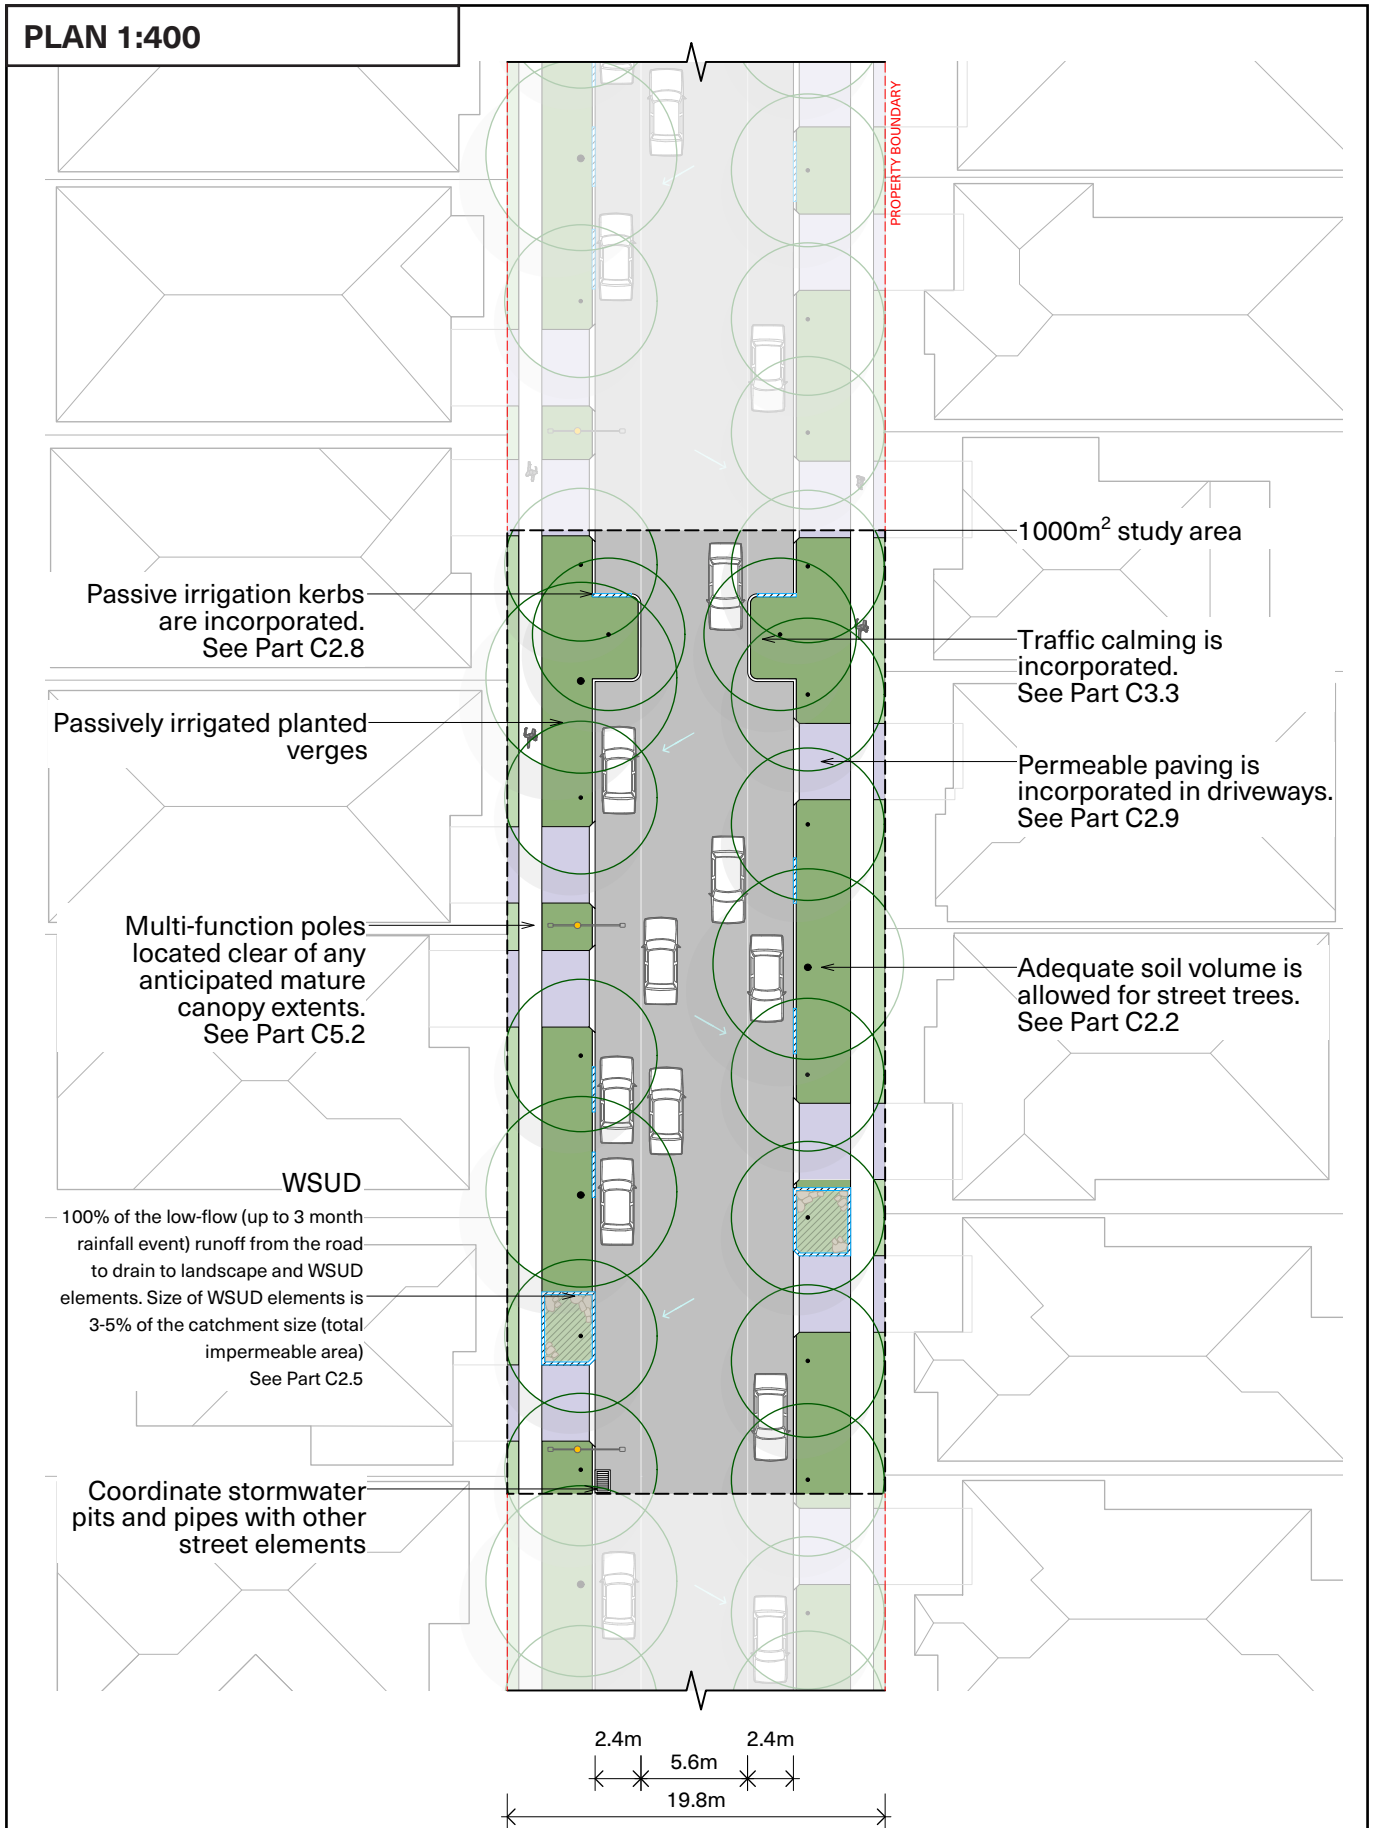 PLAN 1:400
PROPERTY BOUNDARY
1000m² study area
Passive irrigation kerbs
are incorporated.
See Part C2.8
Traffic calming is
incorporated.
See Part C3.3
Passively irrigated planted
verges
Permeable paving is
incorporated in driveways.
See Part C2.9
Multi-function poles
located clear of any
anticipated mature
canopy extents.
See Part C5.2
Adequate soil volume is
allowed for street trees.
See Part C2.2
WSUD
100% of the low-flow (up to 3 month
rainfall event) runoff from the road
to drain to landscape and WSUD
elements. Size of WSUD elements is
3-5% of the catchment size (total
impermeable area)
See Part C2.5
Coordinate stormwater
pits and pipes with other
street elements
2.4m
2.4m
5.6m
19.8m